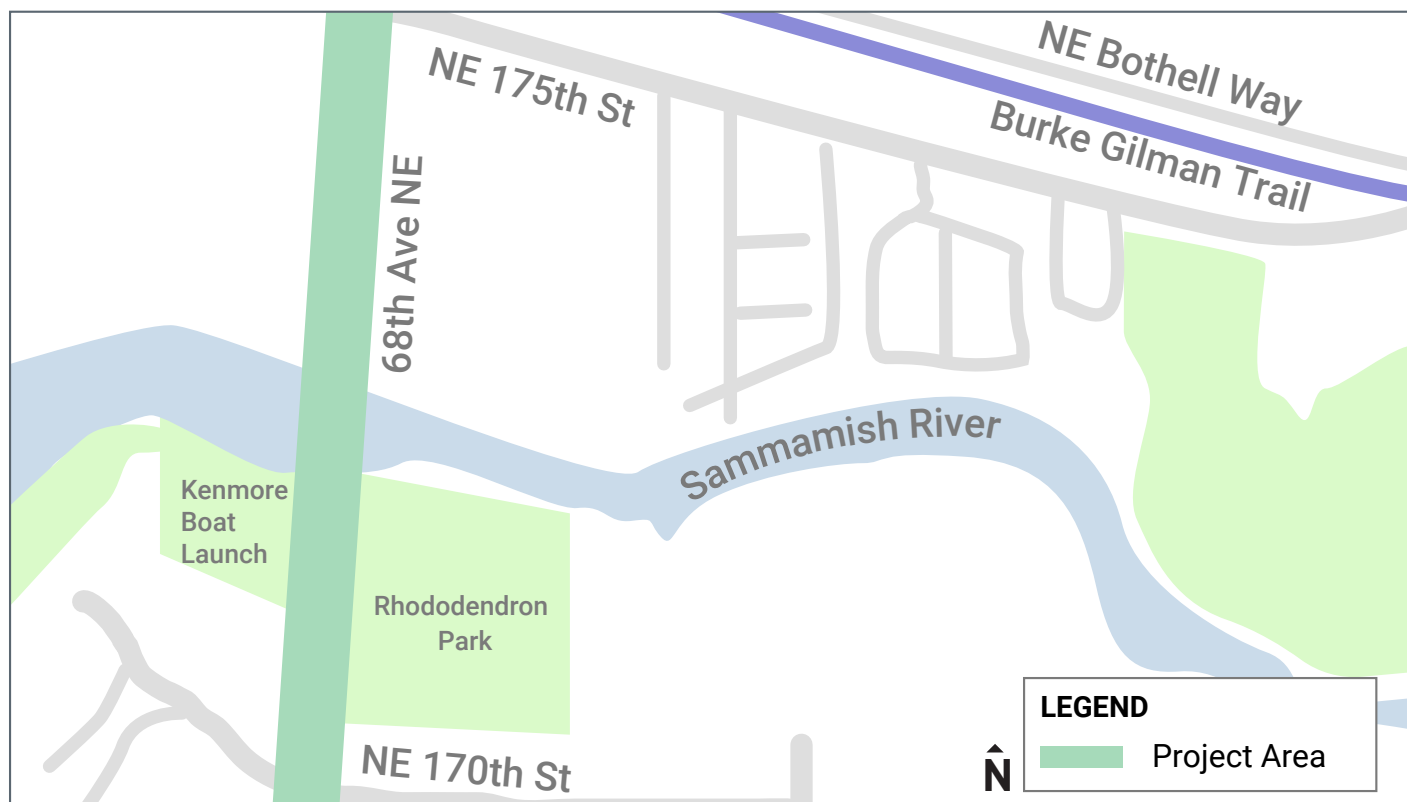 NE Bothell Way
NE 175th St
Burke Gilman Trail
68th Ave NE
Sammamish River
Kenmore
Boat
Launch
Rhododendron
Park
NE 170th St
N
LEGEND
Project Area